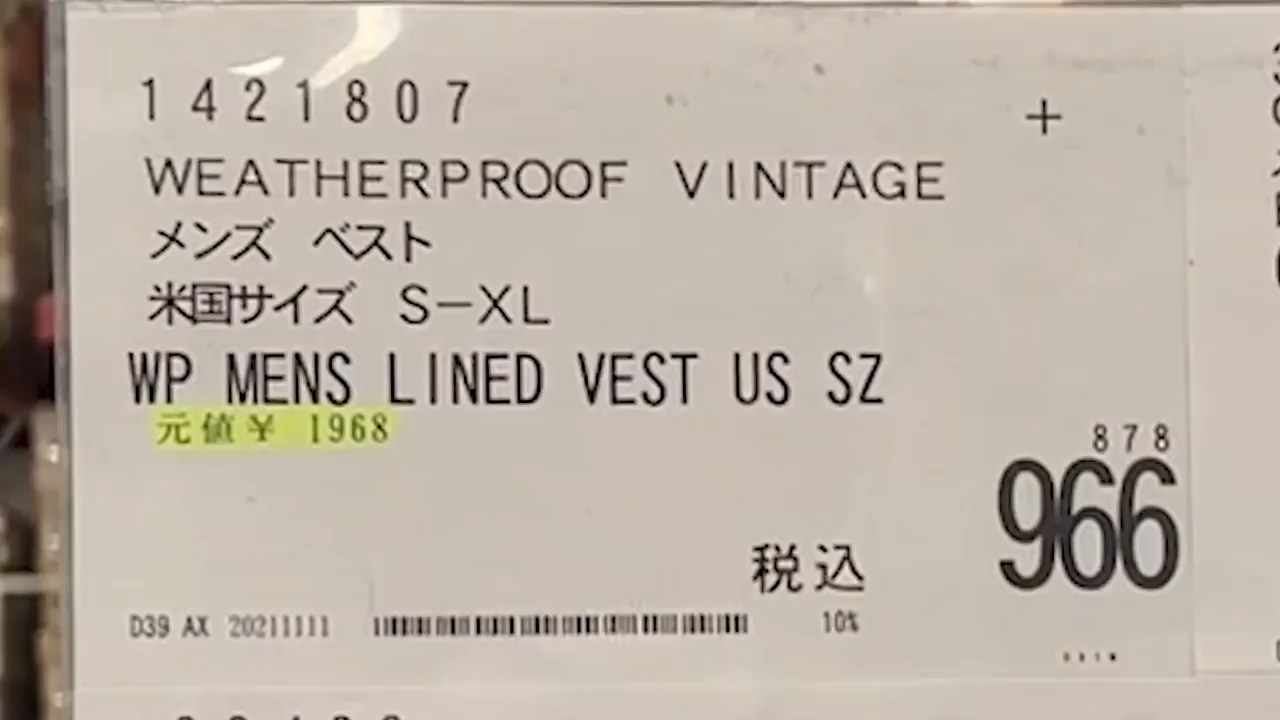 1421807
+
WEATHERPROOF VINTAGE
メンズ ベスト
米国サイズ S-XL
WP MENS LINED VEST US SZ
元値¥ 1968
878
966
税込
10%
D39 AX 20211111